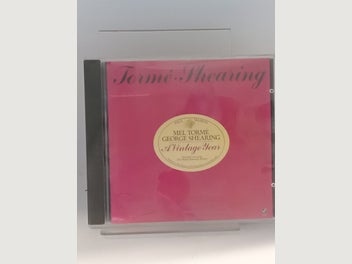 Tormé·Shearing
MEL TORMÉ
GEORGE SHEARING
A Vintage Year